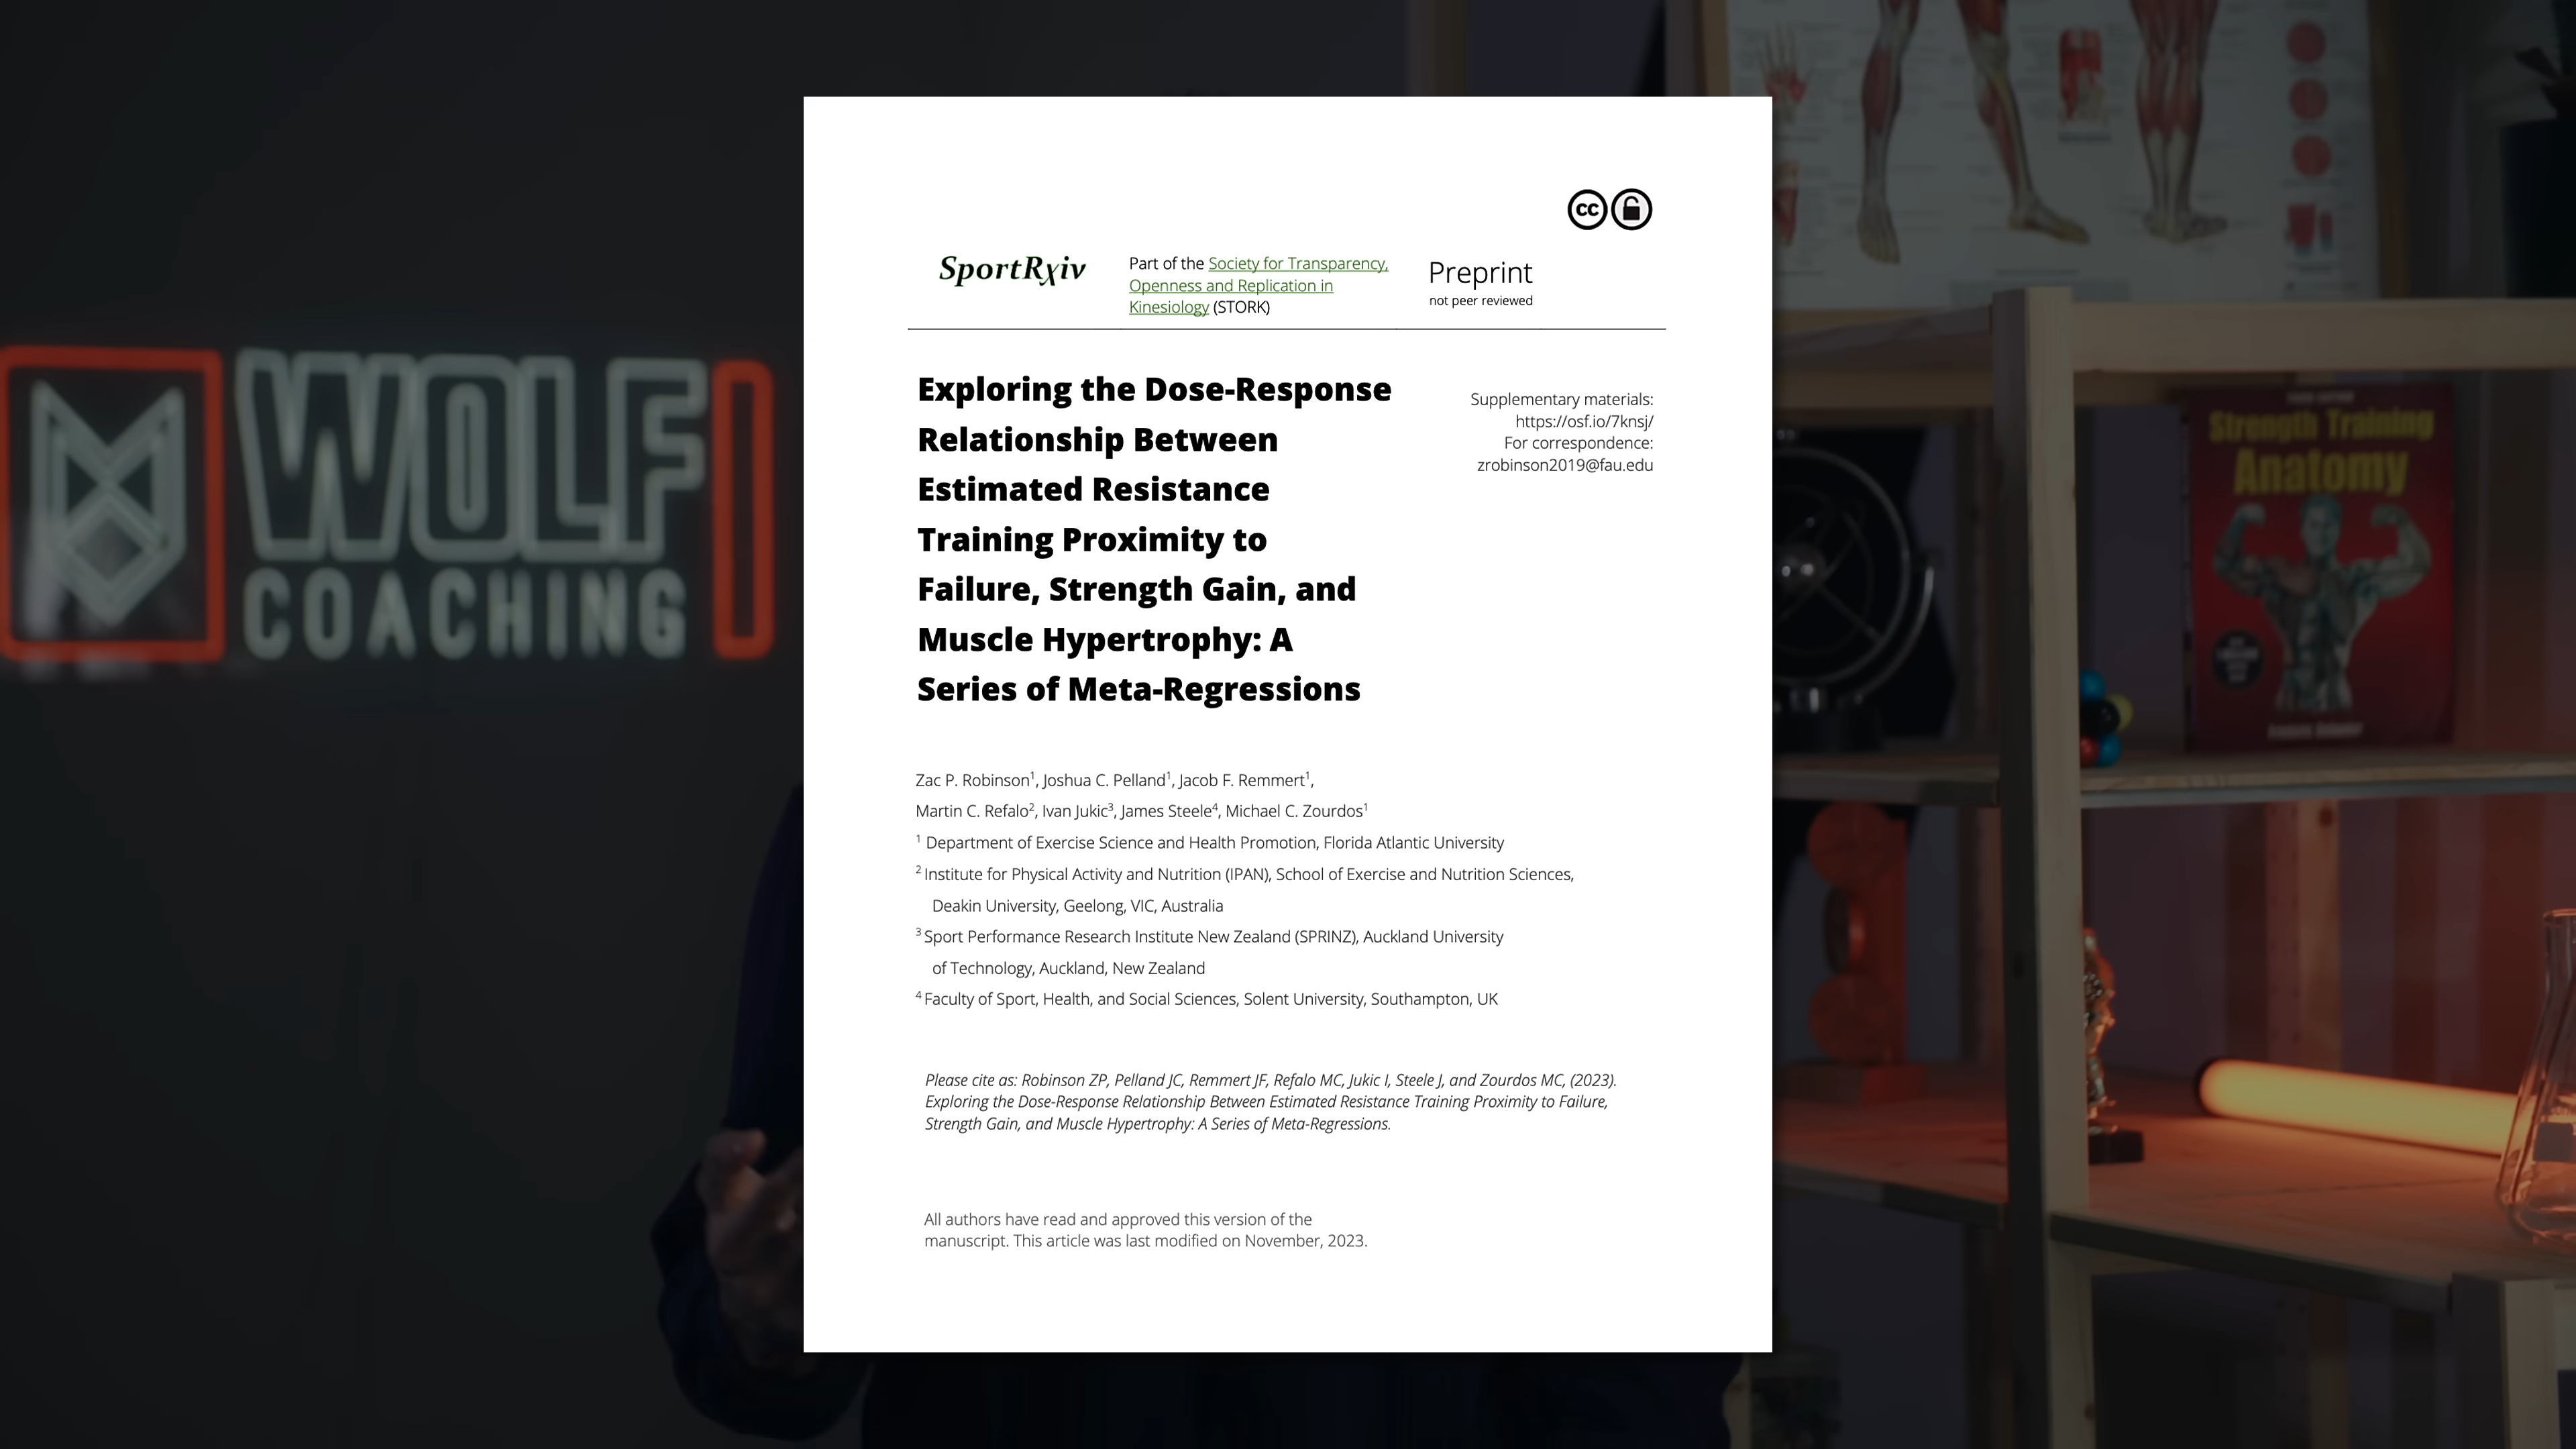 WOLF
COACHING
SportRχiv
Part of the Society for Transparency,
Openness and Replication in
Kinesiology (STORK)
Preprint
not peer reviewed
Exploring the Dose-Response
Relationship Between
Estimated Resistance
Training Proximity to
Failure, Strength Gain, and
Muscle Hypertrophy: A
Series of Meta-Regressions
Supplementary materials:
https://osf.io/7knsj/
For correspondence:
zrobinson2019@fau.edu
Zac P. Robinson1, Joshua C. Pelland1, Jacob F. Remmert1,
Martin C. Refalo2, Ivan Jukic3, James Steele4, Michael C. Zourdos1
1 Department of Exercise Science and Health Promotion, Florida Atlantic University
2 Institute for Physical Activity and Nutrition (IPAN), School of Exercise and Nutrition Sciences,
Deakin University, Geelong, VIC, Australia
3 Sport Performance Research Institute New Zealand (SPRINZ), Auckland University
of Technology, Auckland, New Zealand
4 Faculty of Sport, Health, and Social Sciences, Solent University, Southampton, UK
Please cite as: Robinson ZP, Pelland JC, Remmert JF, Refalo MC, Jukic I, Steele J, and Zourdos MC, (2023).
Exploring the Dose-Response Relationship Between Estimated Resistance Training Proximity to Failure,
Strength Gain, and Muscle Hypertrophy: A Series of Meta-Regressions.
All authors have read and approved this version of the
manuscript. This article was last modified on November, 2023.
cc
Strength Training
Anatomy